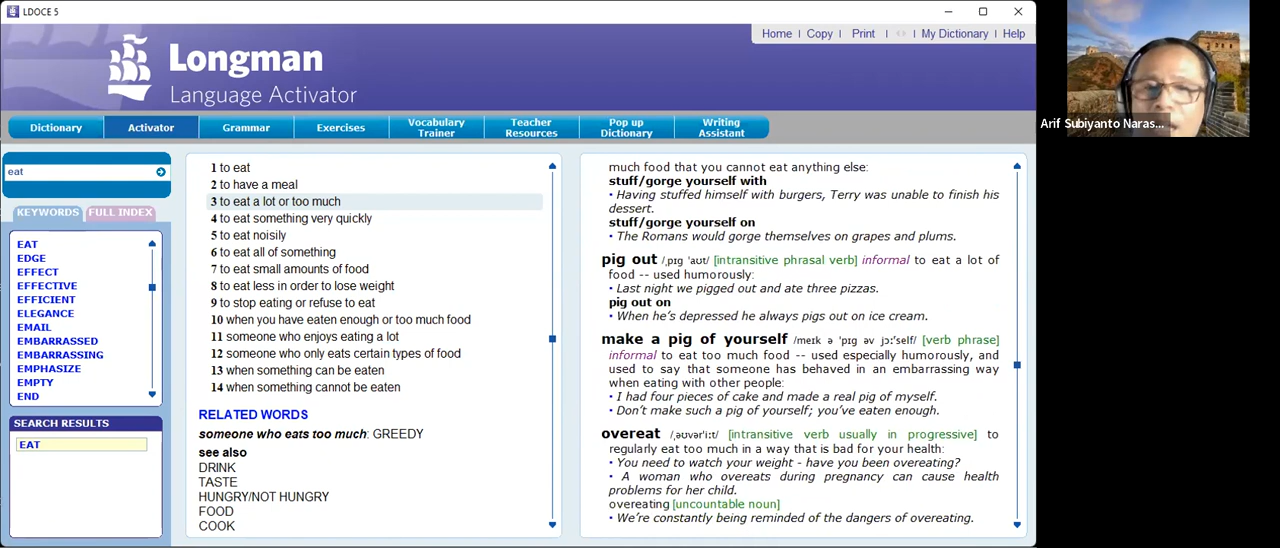 LDOCE 5
Home | Copy | Print | My Dictionary | Help
Longman
Language Activator
Dictionary
Activator
Grammar
Exercises
Vocabulary
Trainer
Teacher
Resources
Pop up
Dictionary
Writing
Assistant
eat
KEYWORDS
FULL INDEX
EAT
EDGE
EFFECT
EFFECTIVE
EFFICIENT
ELEGANCE
EMAIL
EMBARRASSED
EMBARRASSING
EMPHASIZE
EMPTY
END
SEARCH RESULTS
EAT
1 to eat
2 to have a meal
3 to eat a lot or too much
4 to eat something very quickly
5 to eat noisily
6 to eat all of something
7 to eat small amounts of food
8 to eat less in order to lose weight
9 to stop eating or refuse to eat
10 when you have eaten enough or too much food
11 someone who enjoys eating a lot
12 someone who only eats certain types of food
13 when something can be eaten
14 when something cannot be eaten
RELATED WORDS
someone who eats too much: GREEDY
see also
DRINK
TASTE
HUNGRY/NOT HUNGRY
FOOD
COOK
much food that you cannot eat anything else:
stuff/gorge yourself with
• Having stuffed himself with burgers, Terry was unable to finish his
dessert.
stuff/gorge yourself on
• The Romans would gorge themselves on grapes and plums.
pig out /ˌpɪɡ ˈaʊt/ [intransitive phrasal verb] informal to eat a lot of
food -- used humorously:
• Last night we pigged out and ate three pizzas.
pig out on
• When he's depressed he always pigs out on ice cream.
make a pig of yourself /meɪk ə ˈpɪɡ əv jɔːʳself/ [verb phrase]
informal to eat too much food -- used especially humorously, and
used to say that someone has behaved in an embarrassing way
when eating with other people:
• I had four pieces of cake and made a real pig of myself.
• Don't make such a pig of yourself; you've eaten enough.
overeat /ˌəʊvərˈiːt/ [intransitive verb usually in progressive] to
regularly eat too much in a way that is bad for your health:
• You need to watch your weight - have you been overeating?
• A woman who overeats during pregnancy can cause health
problems for her child.
overeating [uncountable noun]
• We're constantly being reminded of the dangers of overeating.
Arif Subiyanto Naras...